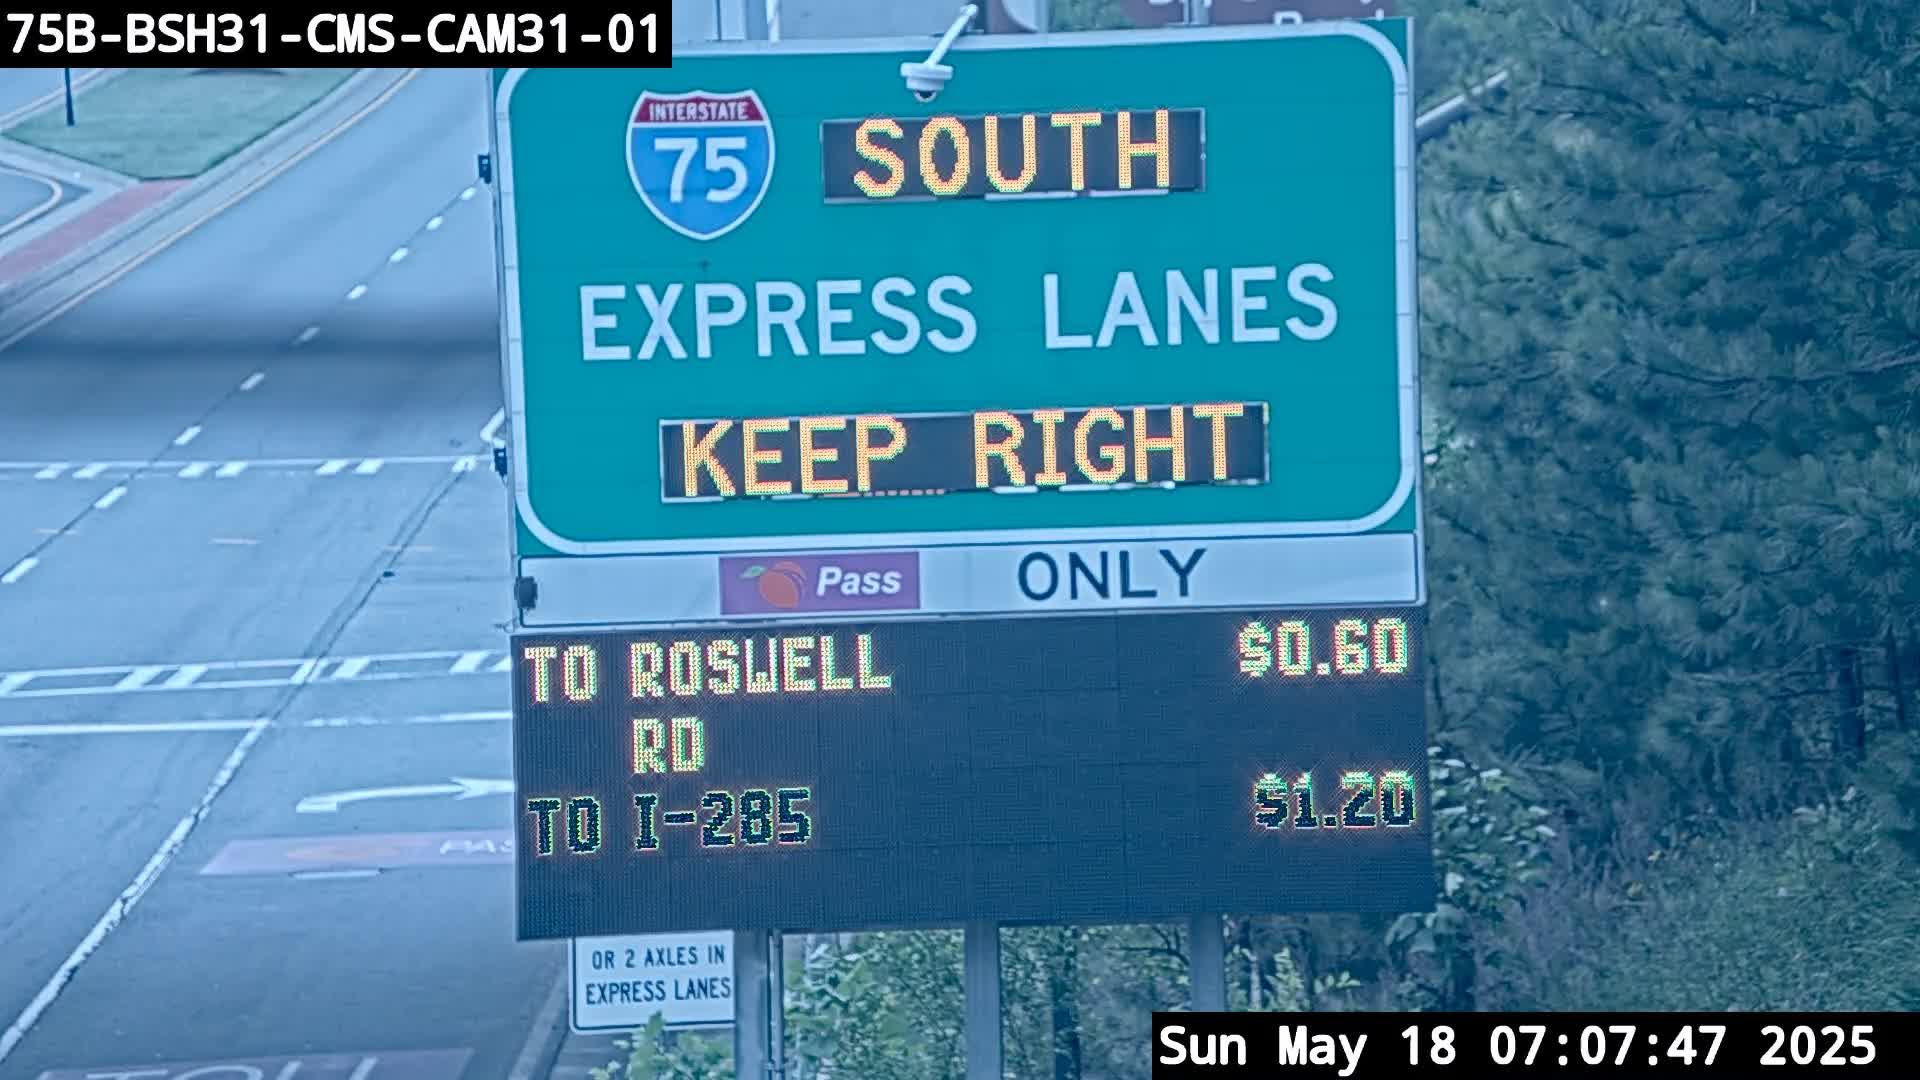 75B-BSH31-CMS-CAM31-01
INTERSTATE
75
SOUTH
EXPRESS LANES
KEEP RIGHT
Pass ONLY
TO ROSWELL $0.60
RD
TO I-285 $1.20
OR 2 AXLES IN
EXPRESS LANES
Sun May 18 07:07:47 2025